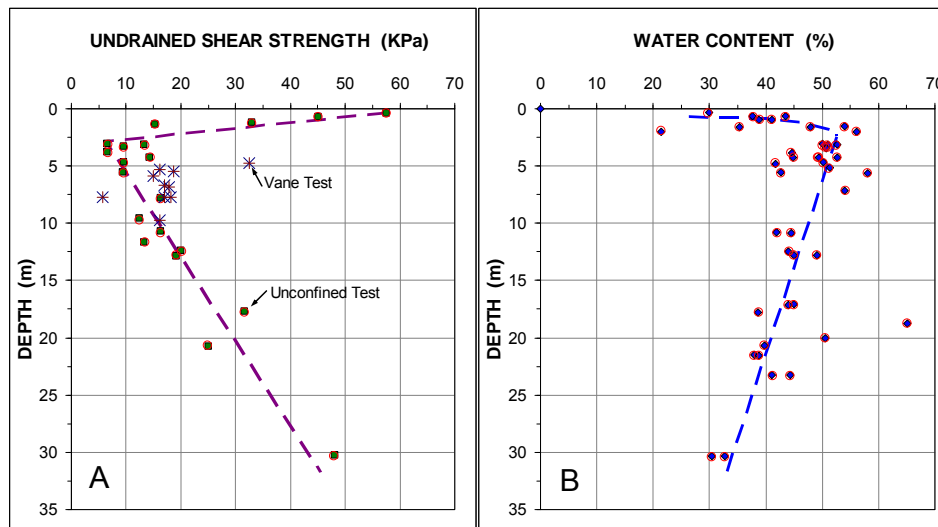 UNDRAINED SHEAR STRENGTH (KPa)
0 10 20 30 40 50 60 70
0
5
10
15
20
25
30
35
DEPTH (m)
Vane Test
Unconfined Test
A
WATER CONTENT (%)
0 10 20 30 40 50 60 70
0
5
10
15
20
25
30
35
DEPTH (m)
B